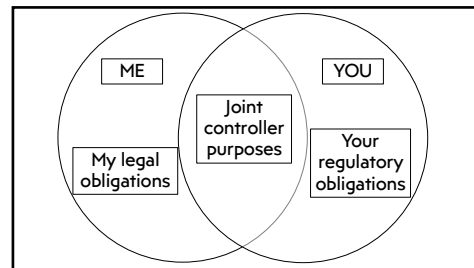 ME
YOU
Joint
controller
purposes
My legal
obligations
Your
regulatory
obligations